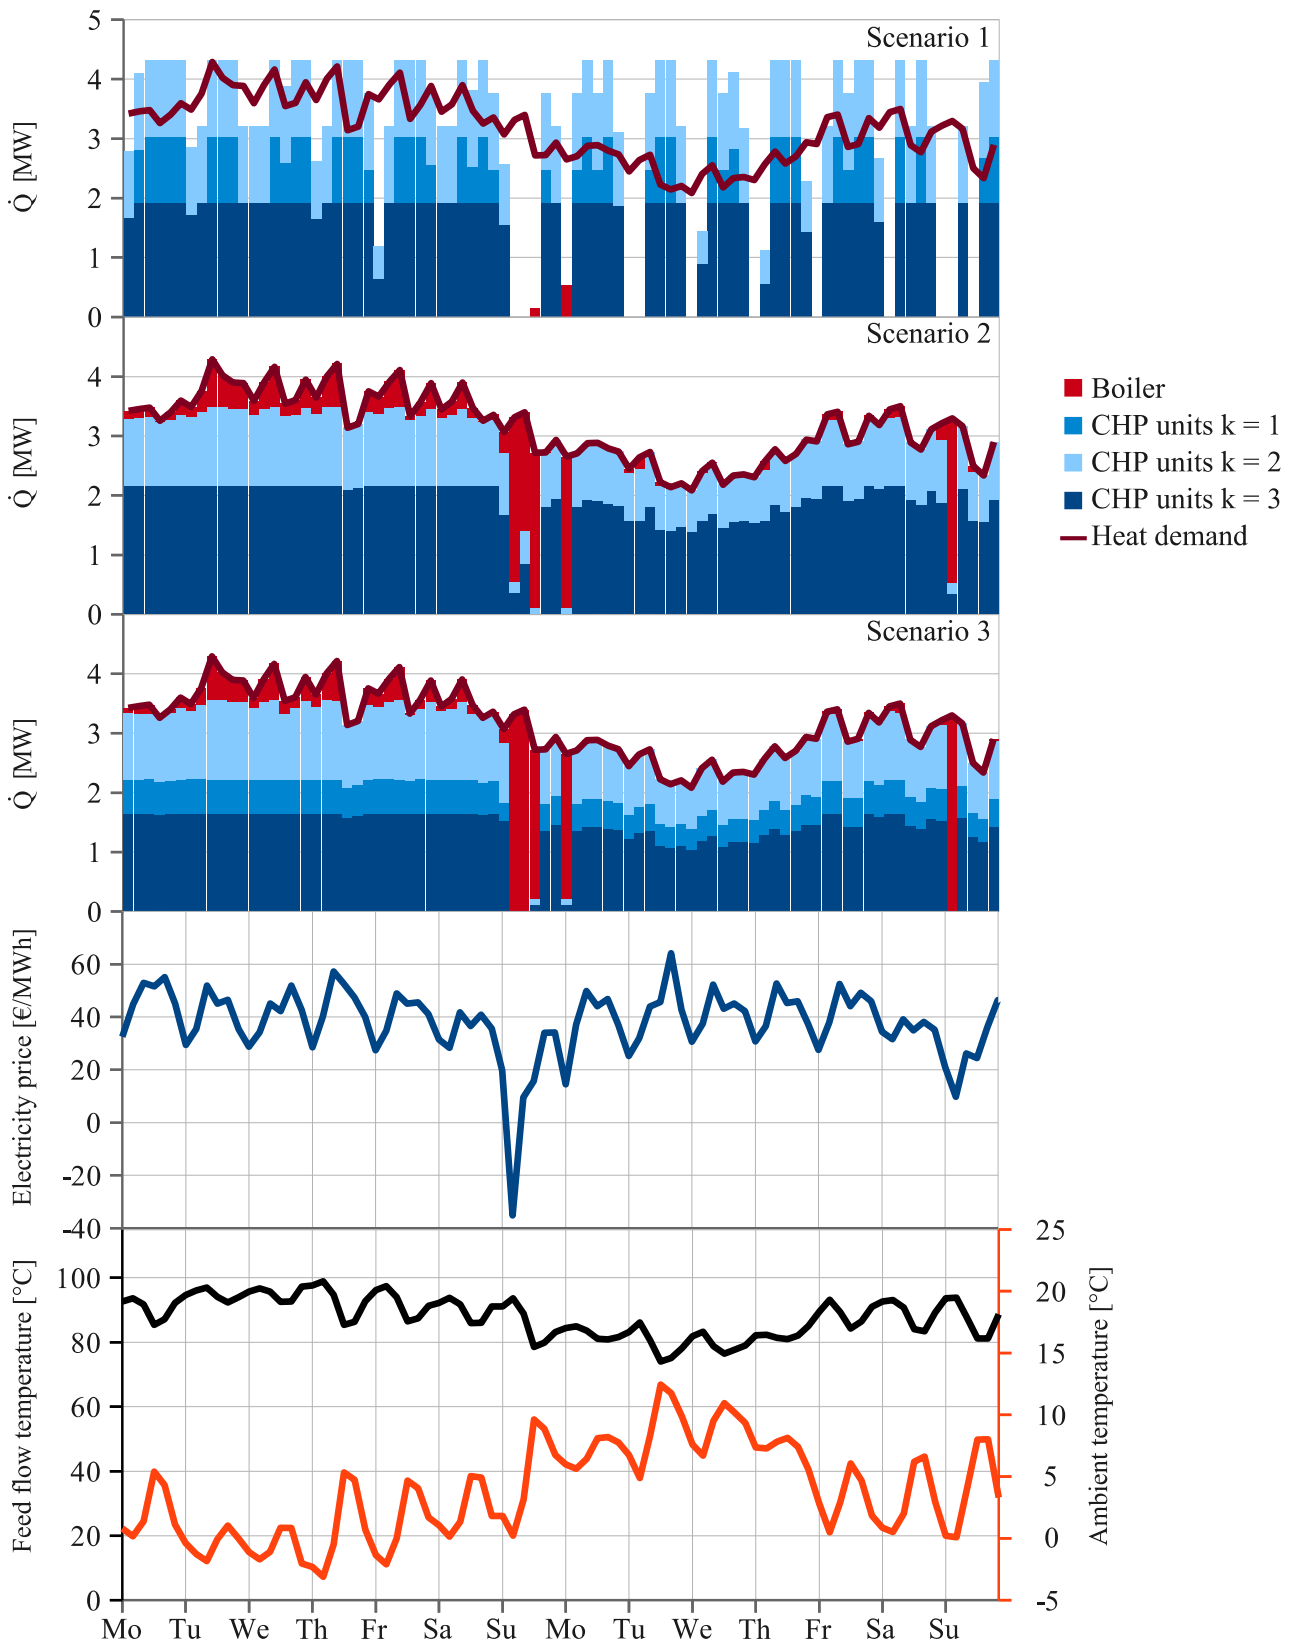 Scenario 1
5
4
3
2
1
0
Q̇ [MW]
Scenario 2
4
3
2
1
0
Q̇ [MW]
Boiler
CHP units k = 1
CHP units k = 2
CHP units k = 3
Heat demand
Scenario 3
4
3
2
1
0
Q̇ [MW]
60
40
20
0
-20
-40
Electricity price [€/MWh]
100
80
60
40
20
0
Feed flow temperature [°C]
25
20
15
10
5
0
-5
Ambient temperature [°C]
Mo Tu We Th Fr Sa Su Mo Tu We Th Fr Sa Su